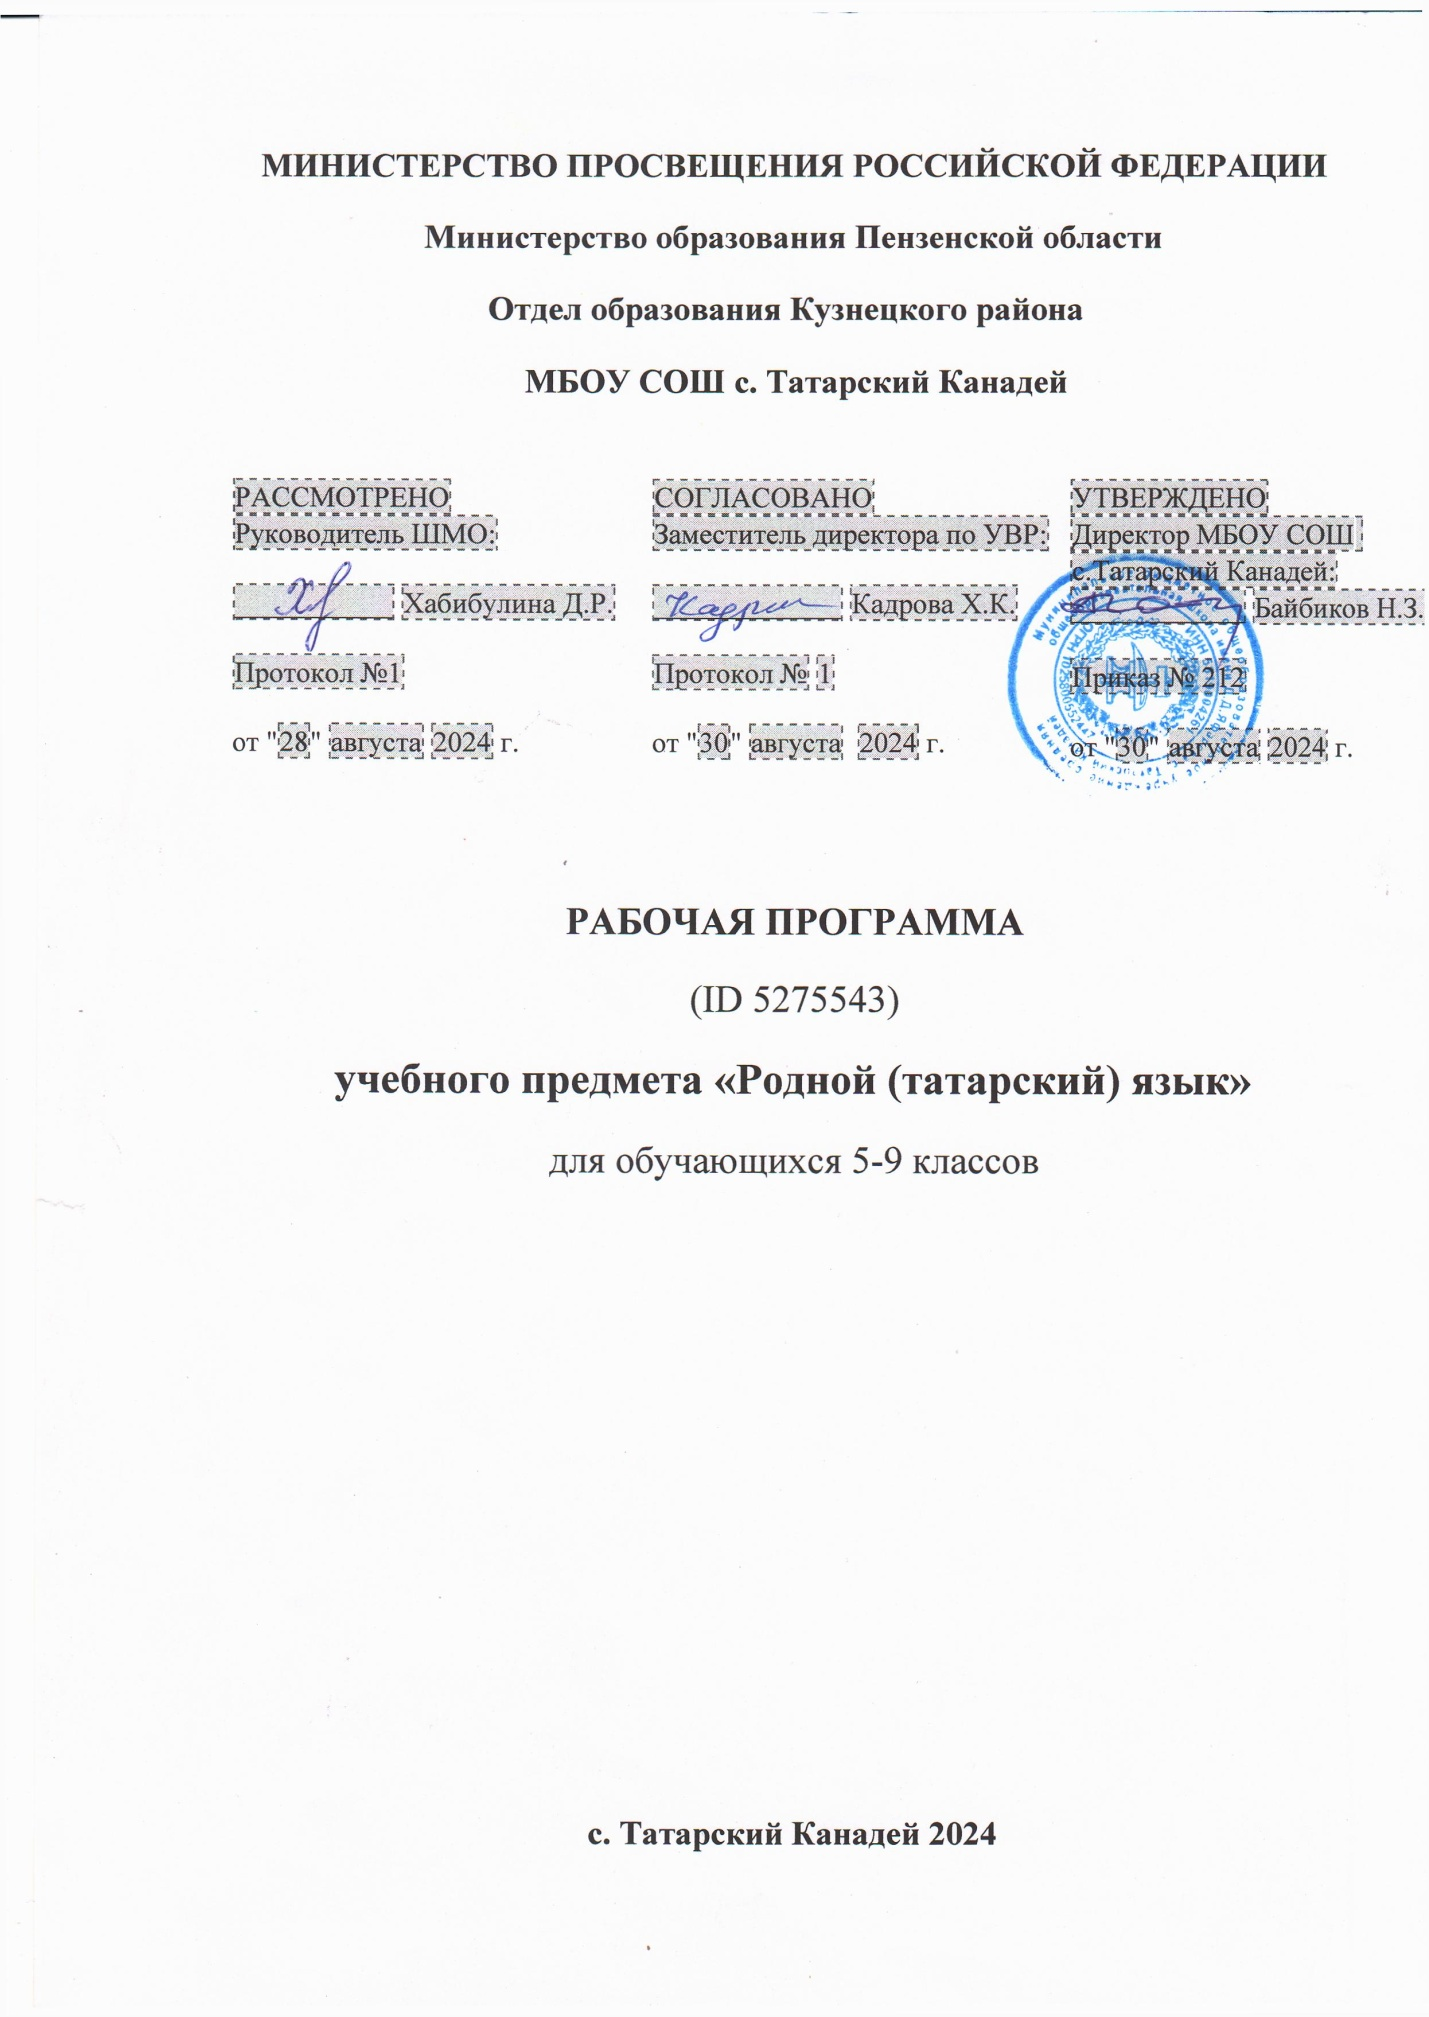 МИНИСТЕРСТВО ПРОСВЕЩЕНИЯ РОССИЙСКОЙ ФЕДЕРАЦИИ
Министерство образования Пензенской области
Отдел образования Кузнецкого района
МБОУ СОШ с. Татарский Канадей
РАССМОТРЕНО
Руководитель ШМО:
Хабибулина Д.Р.
Протокол №1
от "28" августа 2024 г.
СОГЛАСОВАНО
Заместитель директора по УВР:
Кадрова Х.К.
Протокол № 1
от "30" августа 2024 г.
УТВЕРЖДЕНО
Директор МБОУ СОШ
с.Татарский Канадей:
Байбиков Н.З.
Приказ № 212
от "30" августа 2024 г.
РАБОЧАЯ ПРОГРАММА
(ID 5275543)
учебного предмета «Родной (татарский) язык»
для обучающихся 5-9 классов
с. Татарский Канадей 2024